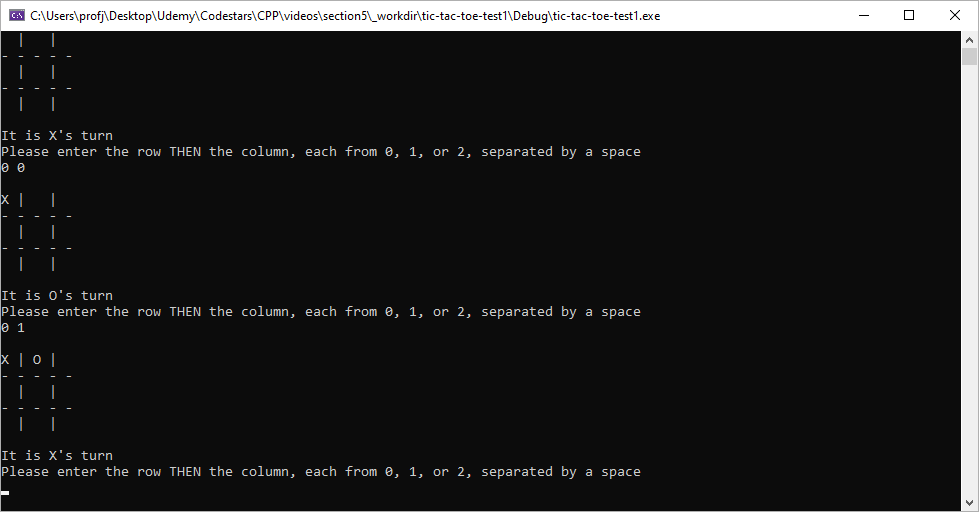 C:\Users\profj\Desktop\Udemy\Codestars\CPP\videos\section5\_workdir\tic-tac-toe-test1\Debug\tic-tac-toe-test1.exe
  |   |
- - - - -
  |   |
- - - - -
  |   |
It is X's turn
Please enter the row THEN the column, each from 0, 1, or 2, separated by a space
0 0
X |   |
- - - - -
  |   |
- - - - -
  |   |
It is O's turn
Please enter the row THEN the column, each from 0, 1, or 2, separated by a space
0 1
X | O |
- - - - -
  |   |
- - - - -
  |   |
It is X's turn
Please enter the row THEN the column, each from 0, 1, or 2, separated by a space